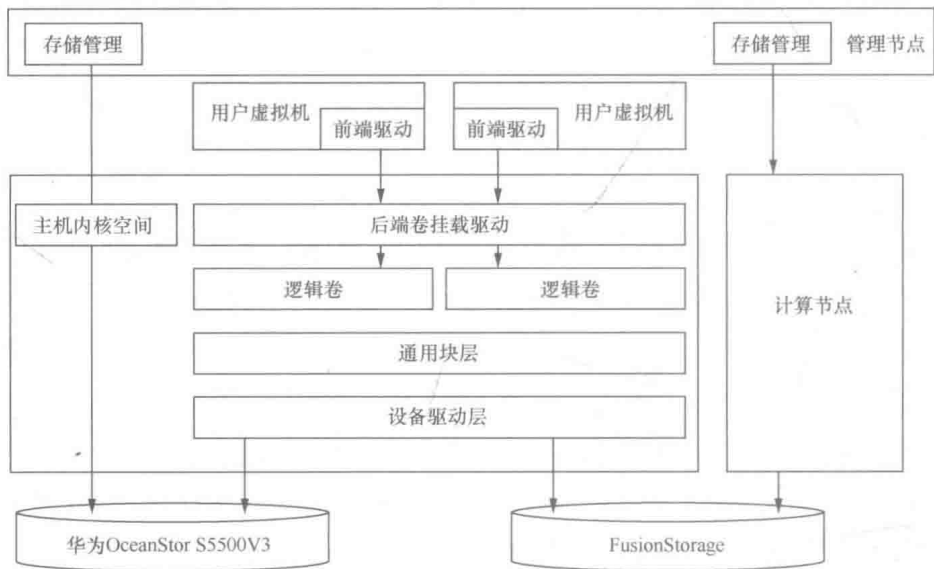 存储管理
存储管理
管理节点
用户虚拟机
前端驱动
前端驱动
用户虚拟机
主机内核空间
后端卷挂载驱动
逻辑卷
逻辑卷
计算节点
通用块层
设备驱动层
华为OceanStor S5500V3
FusionStorage